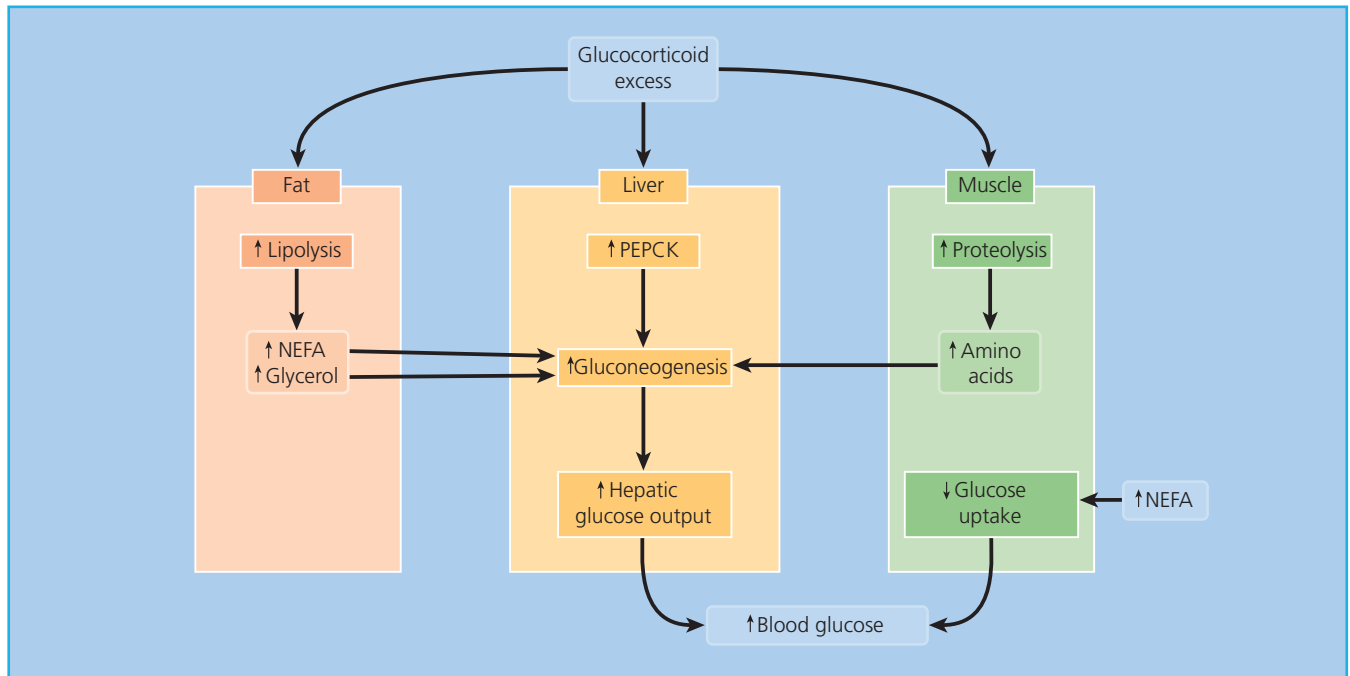 Glucocorticoid
excess
Fat
Liver
Muscle
↑ Lipolysis
↑ PEPCK
↑ Proteolysis
↑ NEFA
↑ Glycerol
↑Gluconeogenesis
↑ Amino
acids
↑ Hepatic
glucose output
↓ Glucose
uptake
↑NEFA
↑Blood glucose